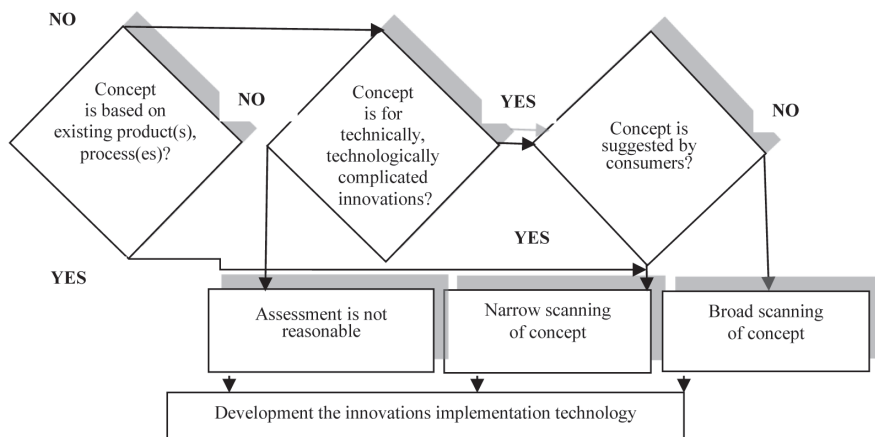 NO
Concept
is based on
existing product(s),
process(es)?
NO
Concept
is for
technically,
technologically
complicated
innovations?
YES
Concept is
suggested by
consumers?
NO
YES
YES
Assessment is not
reasonable
Narrow scanning
of concept
Broad scanning
of concept
Development the innovations implementation technology